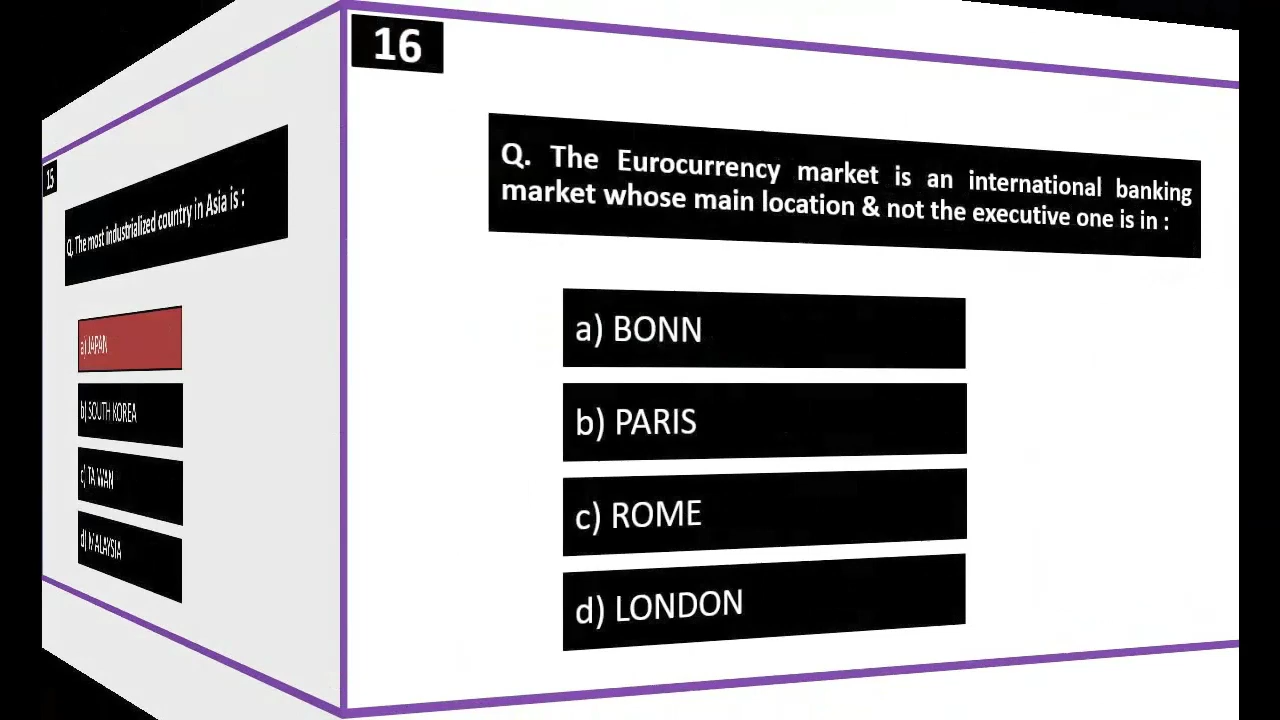 15
Q. The most industrialized country in Asia is :
a) JAPAN
b) SOUTH KOREA
c) TAIWAN
d) MALAYSIA
16
Q. The Eurocurrency market is an international banking
market whose main location & not the executive one is in :
a) BONN
b) PARIS
c) ROME
d) LONDON